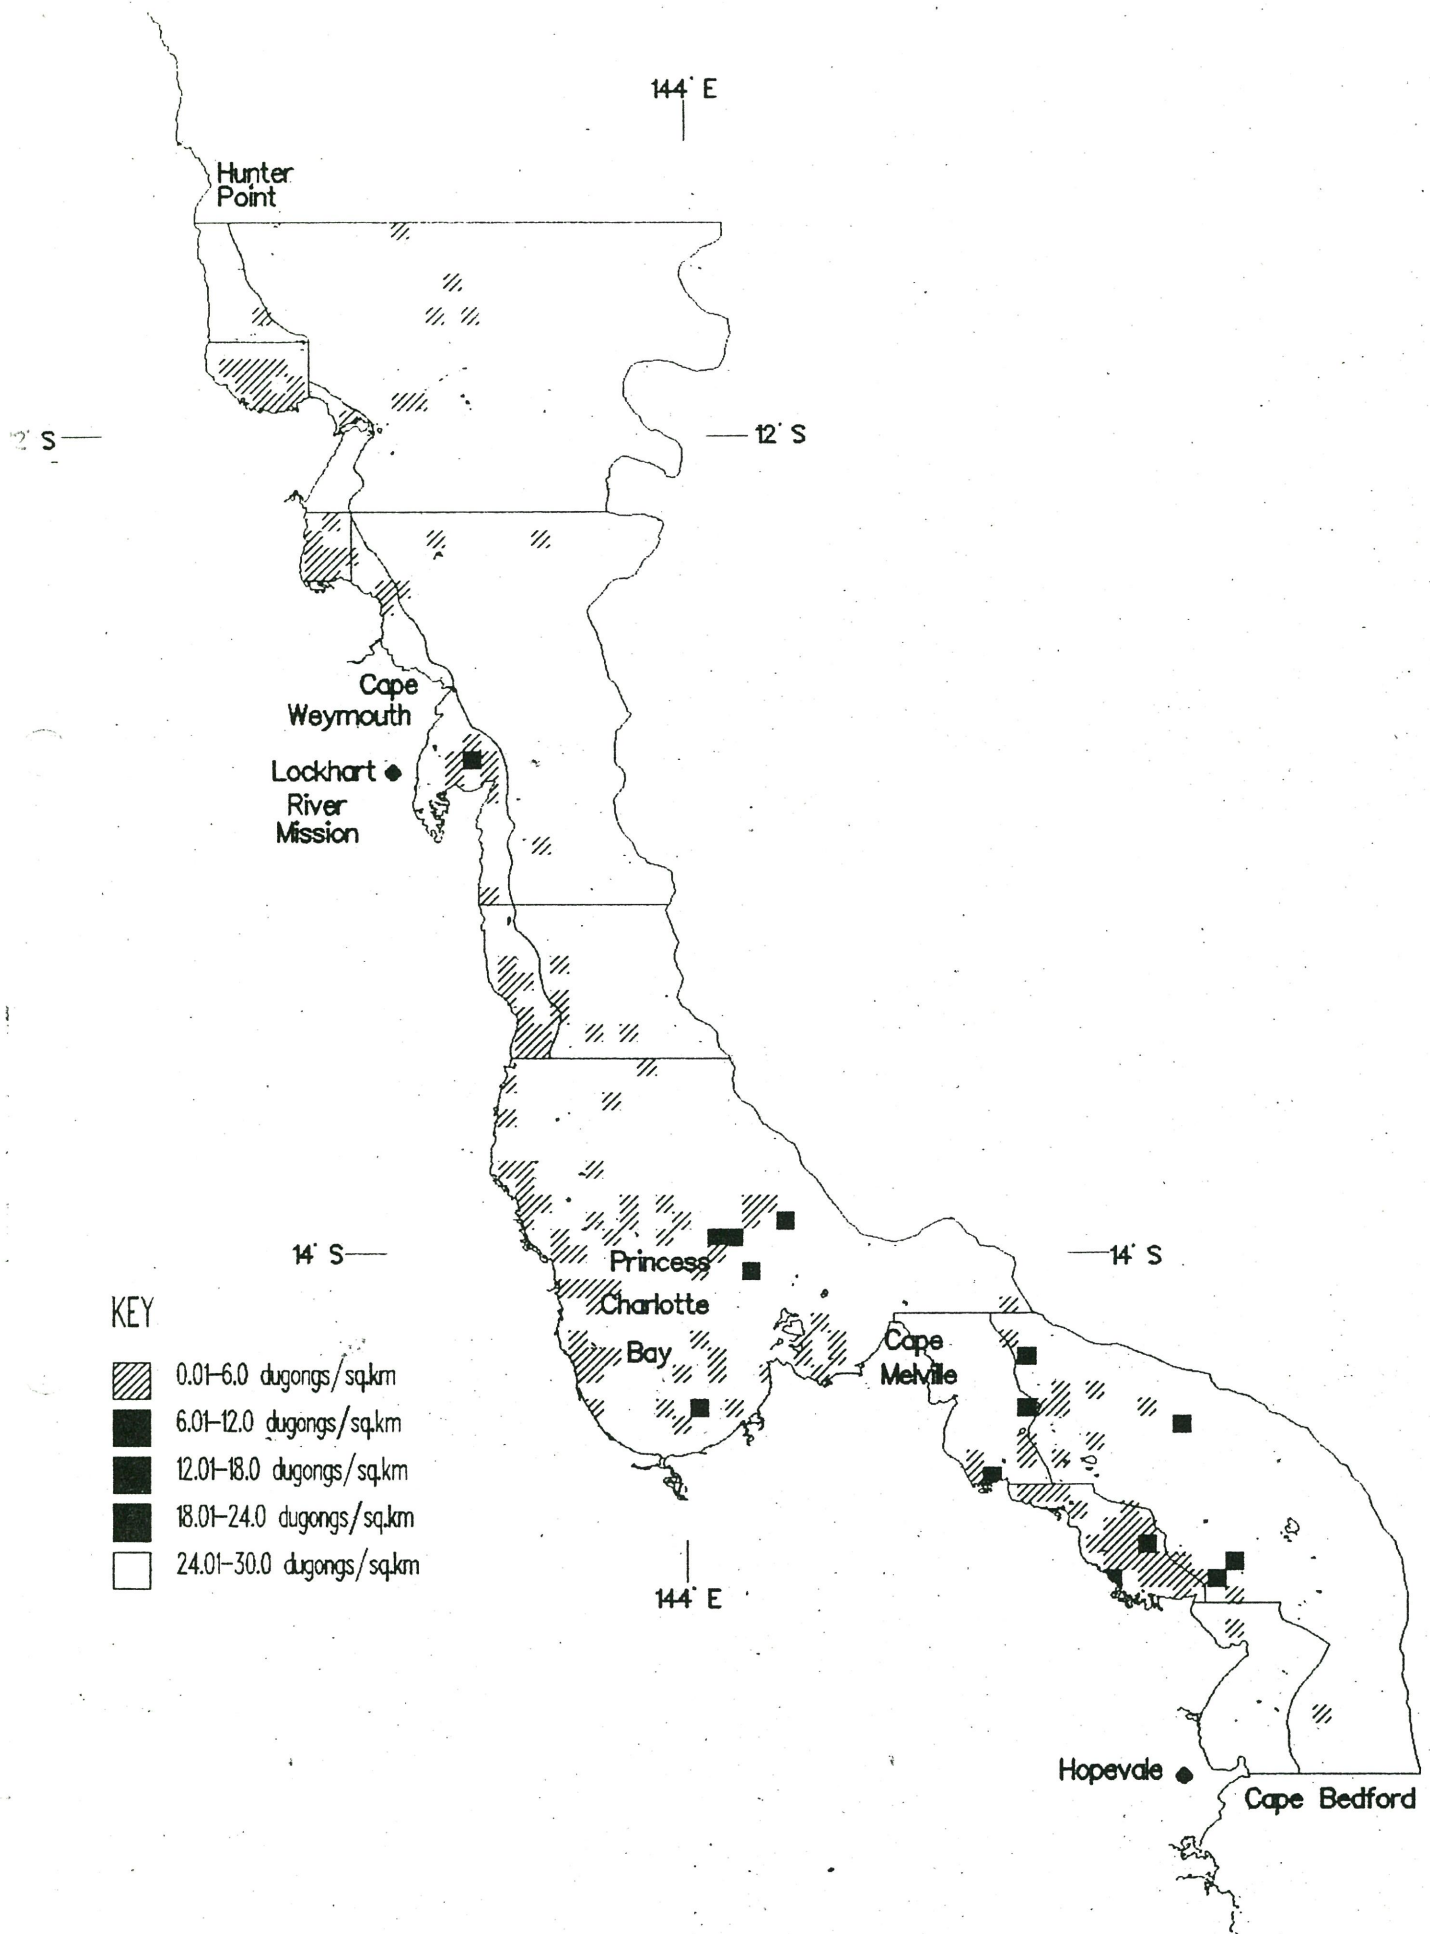 144° E
Hunter
Point
2° S
12° S
Cape
Weymouth
Lockhart
River
Mission
14° S
14° S
Princess
Charlotte
Bay
Cape
Melville
KEY
0.01-6.0 dugongs/sq.km
6.01-12.0 dugongs/sq.km
12.01-18.0 dugongs/sq.km
18.01-24.0 dugongs/sq.km
24.01-30.0 dugongs/sq.km
144° E
Hopevale
Cape Bedford